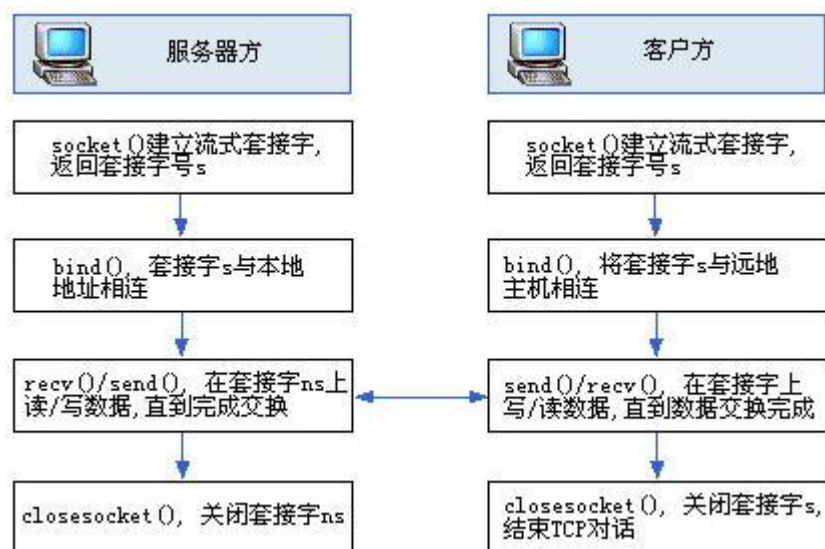 服务器方
客户方
socket()建立流式套接字,
返回套接字号s
socket()建立流式套接字,
返回套接字号s
bind(), 套接字s与本地
地址相连
bind(), 将套接字s与远地
主机相连
recv()/send(), 在套接字ns上
读/写数据,直到完成交换
send()/recv(), 在套接字上
写/读数据,直到数据交换完成
closesocket(), 关闭套接字ns
closesocket(), 关闭套接字s,
结束TCP对话